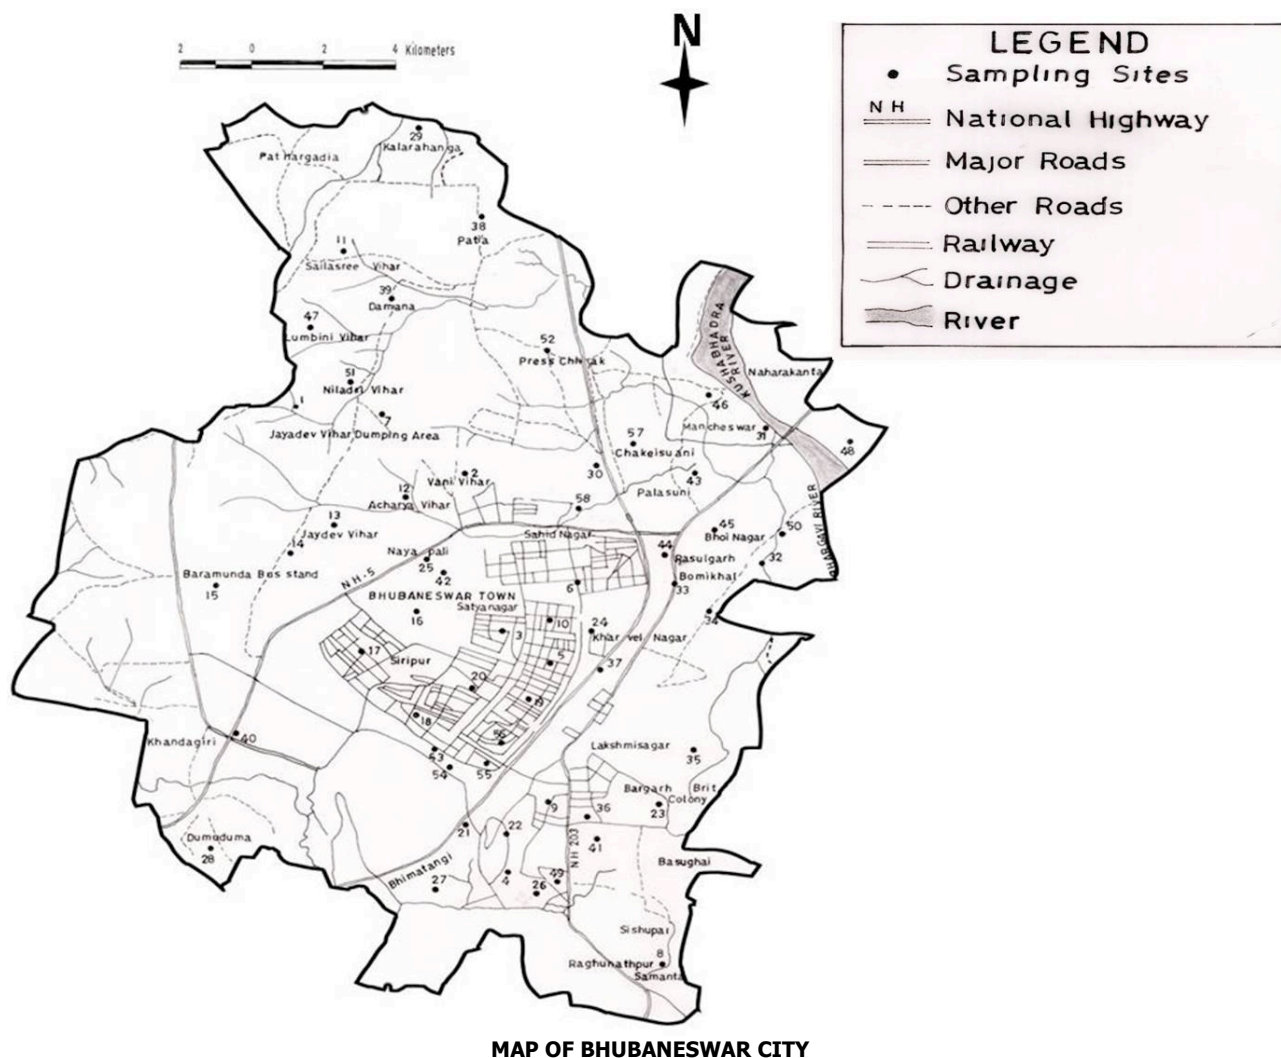 N
2 0 2 4 Kilometers
LEGEND
Sampling Sites
NH
National Highway
Major Roads
Other Roads
Railway
Drainage
River
29
Kalarahanga
Pathargadia
38
Patia
11
Sailasree Vihar
39
Damana
47
Lumbini Vihar
52
Press Chhak
KUSHABHADRA
RIVER
Naharakanta
51
Niladri Vihar
1
7
46
Mancheswar
31
48
Jayadev Vihar Dumping Area
57
Chakeisuani
30
43
Palasuni
2
Vani Vihar
12
Acharya Vihar
58
13
Jaydev Vihar
Sahid Nagar
45
Bhoi Nagar
50
BHARGAVI RIVER
14
Naya pali
25
42
44
Rasulgarh
32
Baramunda Bus stand
15
NH-5
Bomikhal
33
6
BHUBANESWAR TOWN
16
Satyanagar
3
10
24
Kharvel Nagar
34
17
Siripur
5
37
20
19
18
56
40
Khandagiri
53
54
55
Lakshmisagar
35
Bargarh
Brit
Colony
23
9
36
21
22
NH 203
41
Dumuduma
28
Bhimatangi
27
4
26
49
Basughai
Sishupal
8
Raghunathpur
Samanta
MAP OF BHUBANESWAR CITY